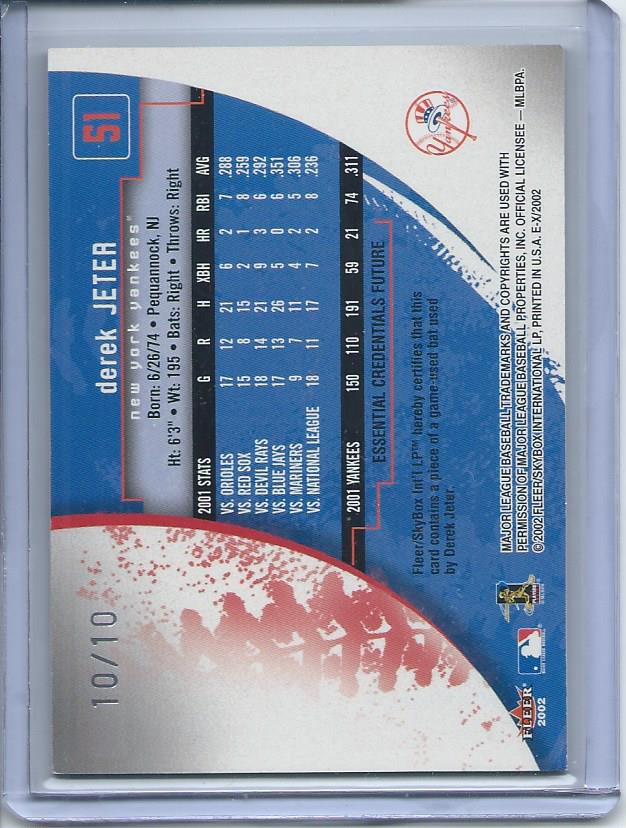 51
derek JETER
new york yankees™
Born: 6/26/74 • Pequannock, NJ
Ht: 6'3" • Wt: 195 • Bats: Right • Throws: Right
2001 STATS G R H XBH HR RBI AVG
VS. ORIOLES 17 12 21 6 2 7 .288
VS. RED SOX 15 8 15 2 1 8 .259
VS. DEVIL RAYS 18 14 21 9 3 6 .292
VS. BLUE JAYS 17 13 26 5 0 6 .351
VS. MARINERS 9 7 11 4 2 5 .306
VS. NATIONAL LEAGUE 18 11 17 7 2 8 .236
2001 YANKEES 150 110 191 59 21 74 .311
ESSENTIAL CREDENTIALS FUTURE
Fleer/SkyBox Int'l LP™ hereby certifies that this
card contains a piece of a game-used bat used
by Derek Jeter.
Yankees
MAJOR LEAGUE BASEBALL TRADEMARKS AND COPYRIGHTS ARE USED WITH
PERMISSION OF MAJOR LEAGUE BASEBALL PROPERTIES, INC. OFFICIAL LICENSEE — MLBPA.
©2002 FLEER/SKYBOX INTERNATIONAL LP, PRINTED IN U.S.A. E-X/2002
10/10
FLEER
2002